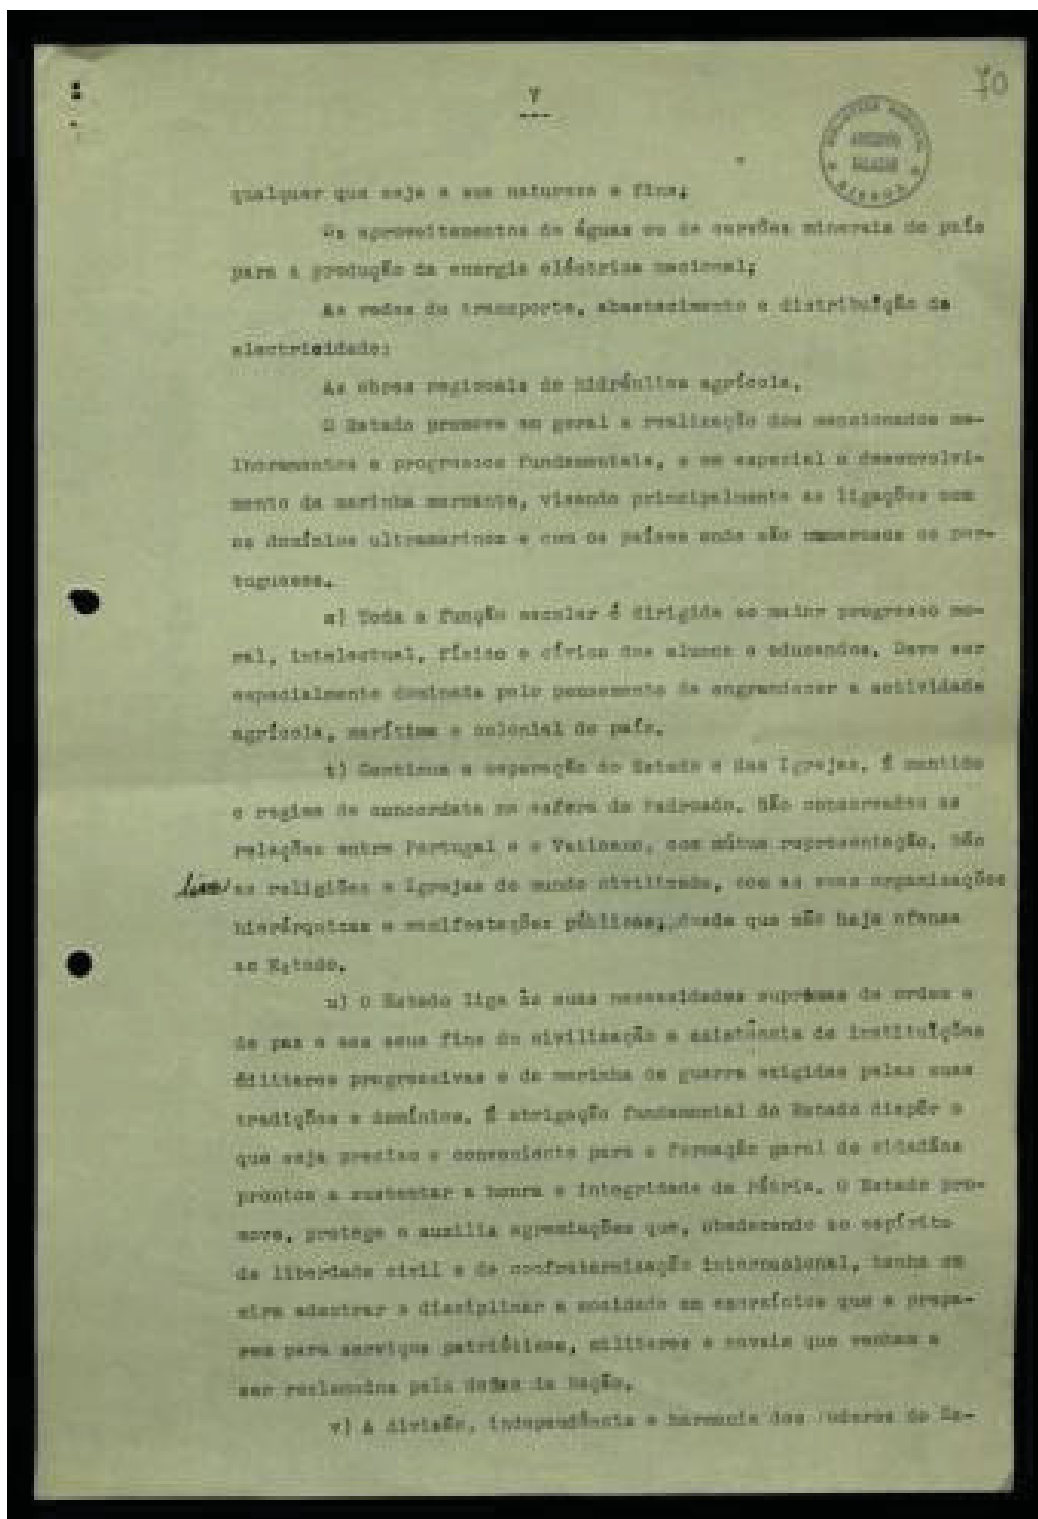 70
7
ARQUIVO
SALAZAR
LISBOA
qualquer que seja a sua natureza e fins;
Os aproveitamentos de águas ou de carvões minerais do país
para a produção da energia eléctrica nacional;
As redes de transporte, abastecimento e distribuição da
electricidade;
As obras regionais de hidráulica agrícola.
O Estado promove em geral a realização dos mencionados me-
lhoramentos e progressos fundamentais, e em especial o desenvolvi-
mento da marinha mercante, visando principalmente as ligações com
os domínios ultramarinos e com os países onde são numerosos os por-
tugueses.
s) Toda a função escolar é dirigida ao maior progresso mo-
ral, intelectual, físico e cívico dos alunos e educandos. Deve ser
especialmente dominada pelo pensamento de engrandecer a actividade
agrícola, marítima e colonial do país.
t) Continua a separação do Estado e das Igrejas. É mantido
o regime de concordata na esfera do Padroado. São conservadas as
relações entre Portugal e o Vaticano, com mútua representação. São
livres as religiões e Igrejas do mundo civilizado, com as suas organizações
hierárquicas e manifestações públicas, desde que não haja ofensa
ao Estado.
u) O Estado liga às suas necessidades supremas de ordem e
de paz e aos seus fins de civilização a existência de instituïções
militares progressivas e da marinha de guerra exigidas pelas suas
tradições e domínios. É obrigação fundamental do Estado dispôr o
que seja preciso e conveniente para a formação geral de cidadãos
prontos a sustentar a honra e integridade da Pátria. O Estado pro-
move, protege e auxilia agremiações que, obedecendo ao espírito
de liberdade civil e de confraternização internacional, tenha em
mira adestrar e disciplinar a mocidade em exercícios que a prepa-
rem para serviços patrióticos, militares e navais que venham a
ser reclamados pela defesa da Nação.
v) A divisão, independência e harmonia dos Poderes do Es-